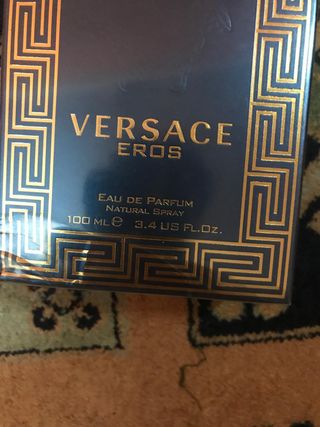 VERSACE
EROS
EAU DE PARFUM
NATURAL SPRAY
100 ML℮ 3.4 US FL.OZ.